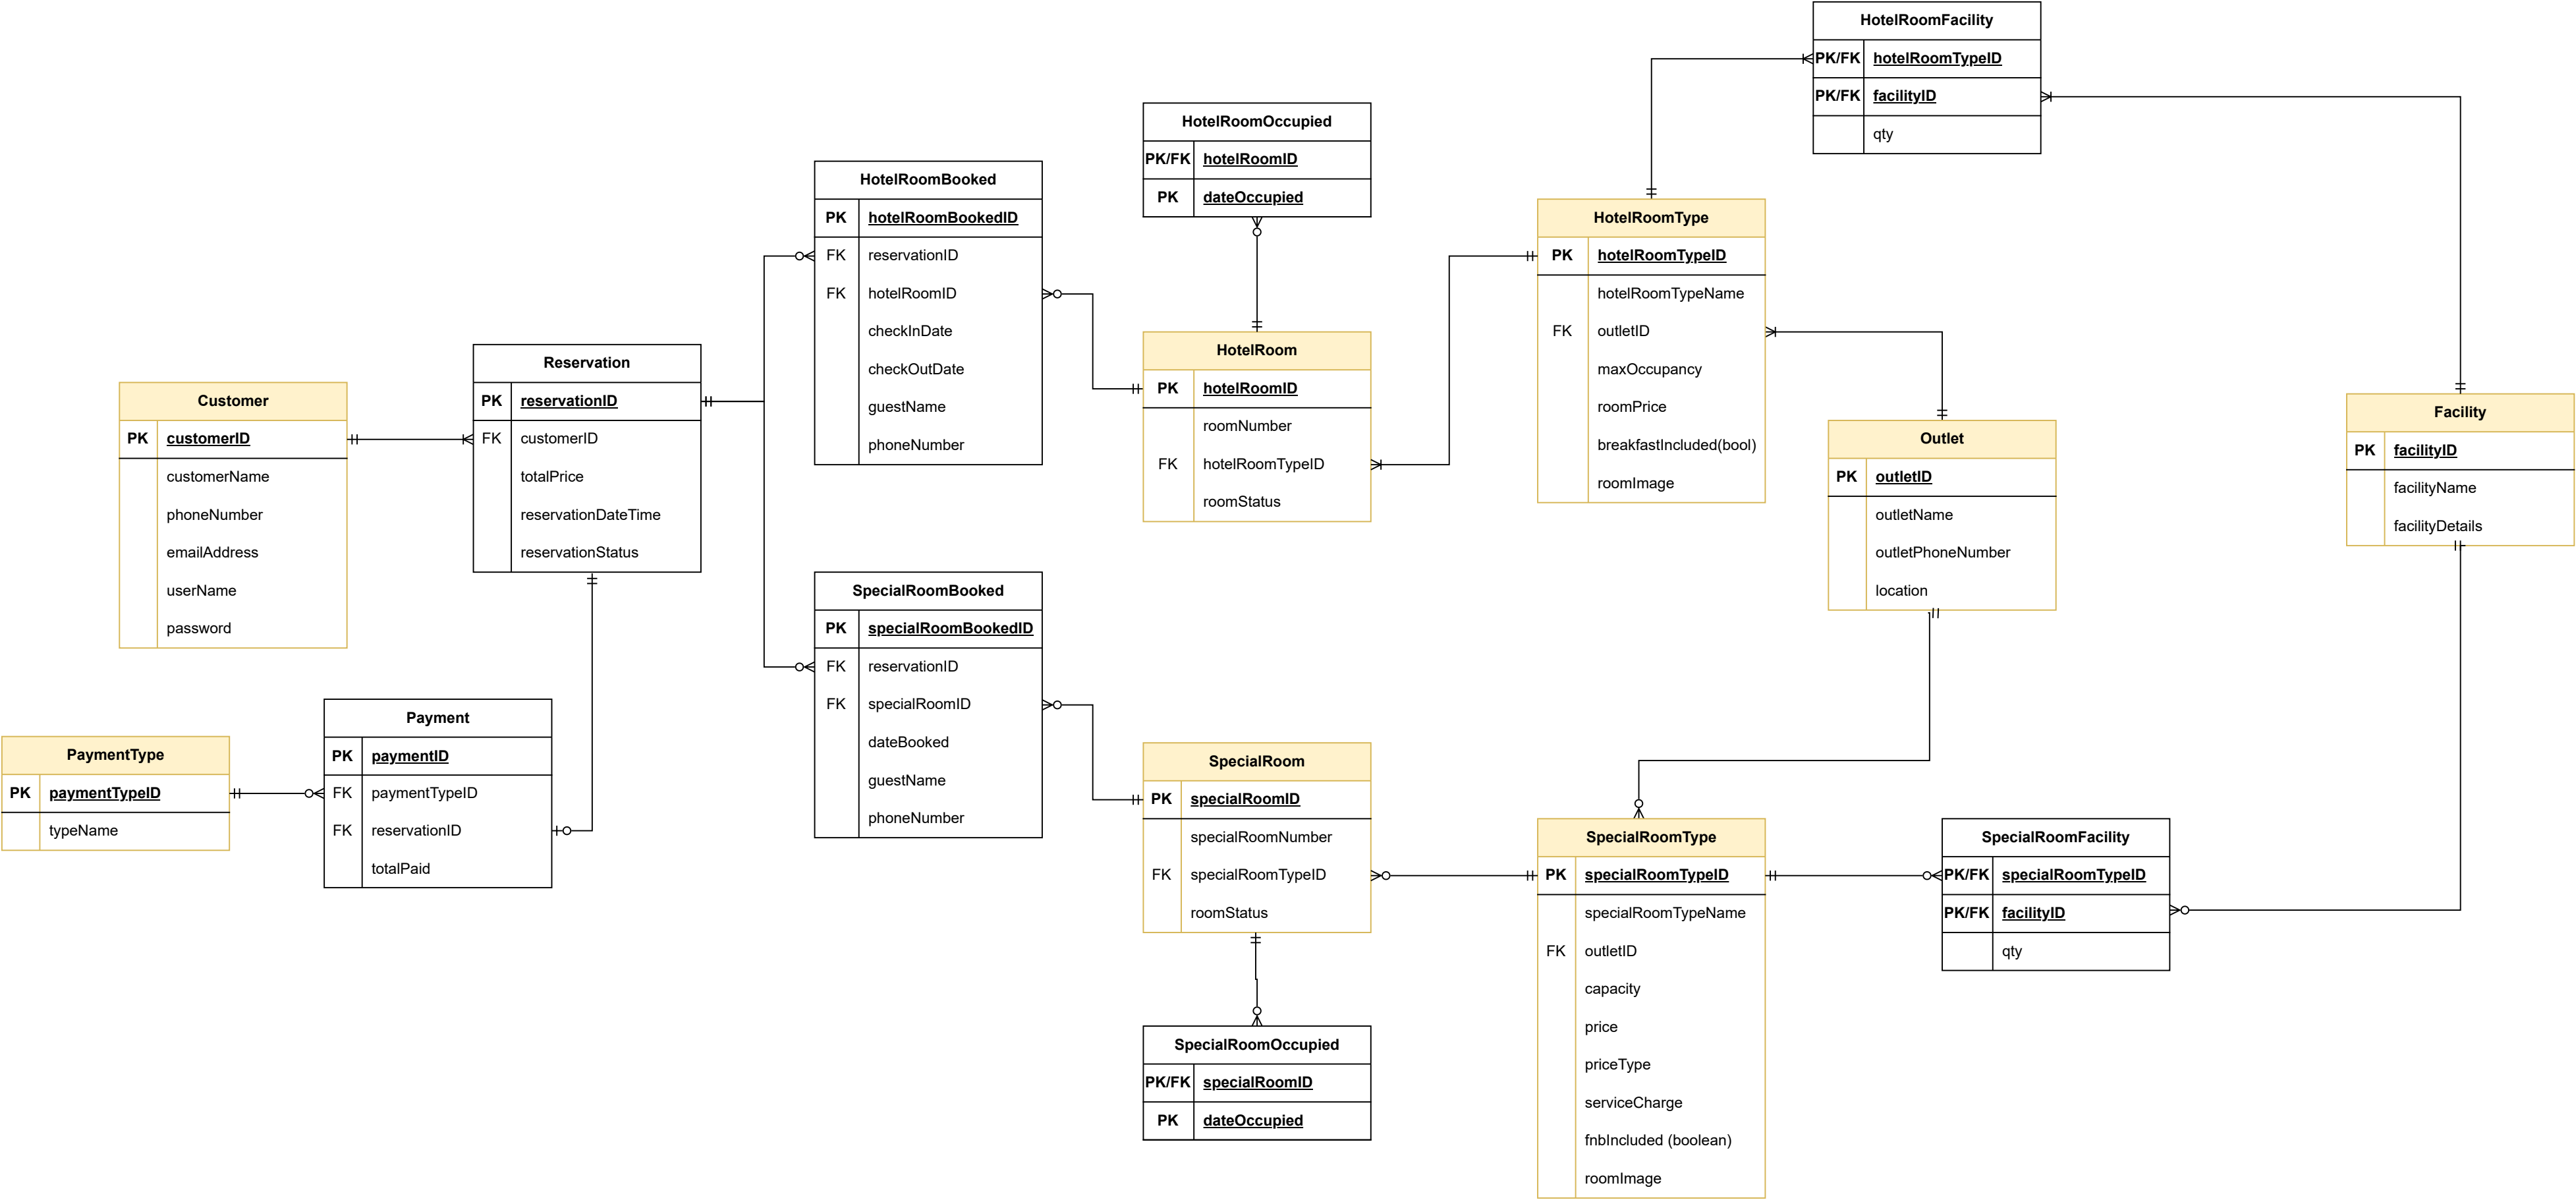 HotelRoomFacility
PK/FK hotelRoomTypeID
PK/FK facilityID
qty
HotelRoomOccupied
PK/FK hotelRoomID
PK dateOccupied
HotelRoomBooked
PK hotelRoomBookedID
FK reservationID
FK hotelRoomID
checkInDate
checkOutDate
guestName
phoneNumber
HotelRoomType
PK hotelRoomTypeID
hotelRoomTypeName
FK outletID
maxOccupancy
roomPrice
breakfastIncluded(bool)
roomImage
HotelRoom
PK hotelRoomID
roomNumber
FK hotelRoomTypeID
roomStatus
Reservation
PK reservationID
FK customerID
totalPrice
reservationDateTime
reservationStatus
Customer
PK customerID
customerName
phoneNumber
emailAddress
userName
password
Outlet
PK outletID
outletName
outletPhoneNumber
location
Facility
PK facilityID
facilityName
facilityDetails
SpecialRoomBooked
PK specialRoomBookedID
FK reservationID
FK specialRoomID
dateBooked
guestName
phoneNumber
Payment
PK paymentID
FK paymentTypeID
FK reservationID
totalPaid
PaymentType
PK paymentTypeID
typeName
SpecialRoom
PK specialRoomID
specialRoomNumber
FK specialRoomTypeID
roomStatus
SpecialRoomType
PK specialRoomTypeID
specialRoomTypeName
FK outletID
capacity
price
priceType
serviceCharge
fnbIncluded (boolean)
roomImage
SpecialRoomFacility
PK/FK specialRoomTypeID
PK/FK facilityID
qty
SpecialRoomOccupied
PK/FK specialRoomID
PK dateOccupied